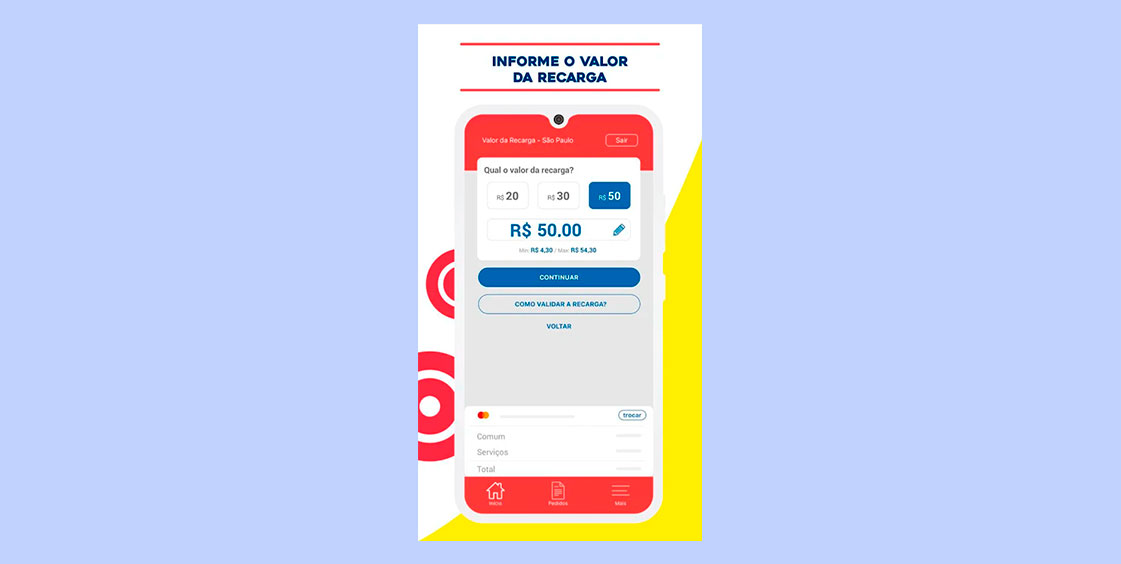 INFORME O VALOR
DA RECARGA
Valor da Recarga - São Paulo
Sair
Qual o valor da recarga?
R$ 20
R$ 30
R$ 50
R$ 50.00
Min: R$ 4,30 / Max: R$ 54,30
CONTINUAR
COMO VALIDAR A RECARGA?
VOLTAR
trocar
Comum
Serviços
Total
Início
Pedidos
Mais